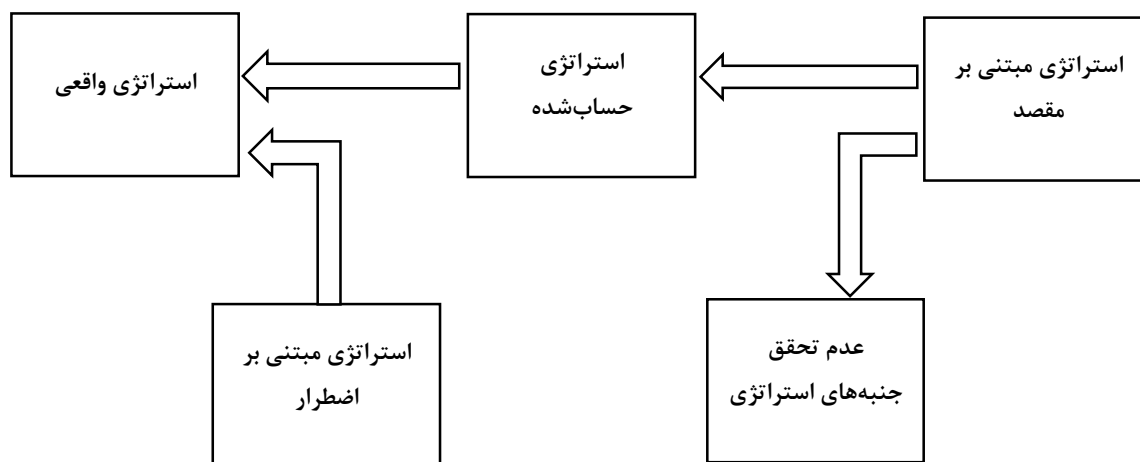 استراتژی مبتنی بر
مقصد
استراتژی
حساب‌شده
استراتژی واقعی
عدم تحقق
جنبه‌های استراتژی
استراتژی مبتنی بر
اضطرار